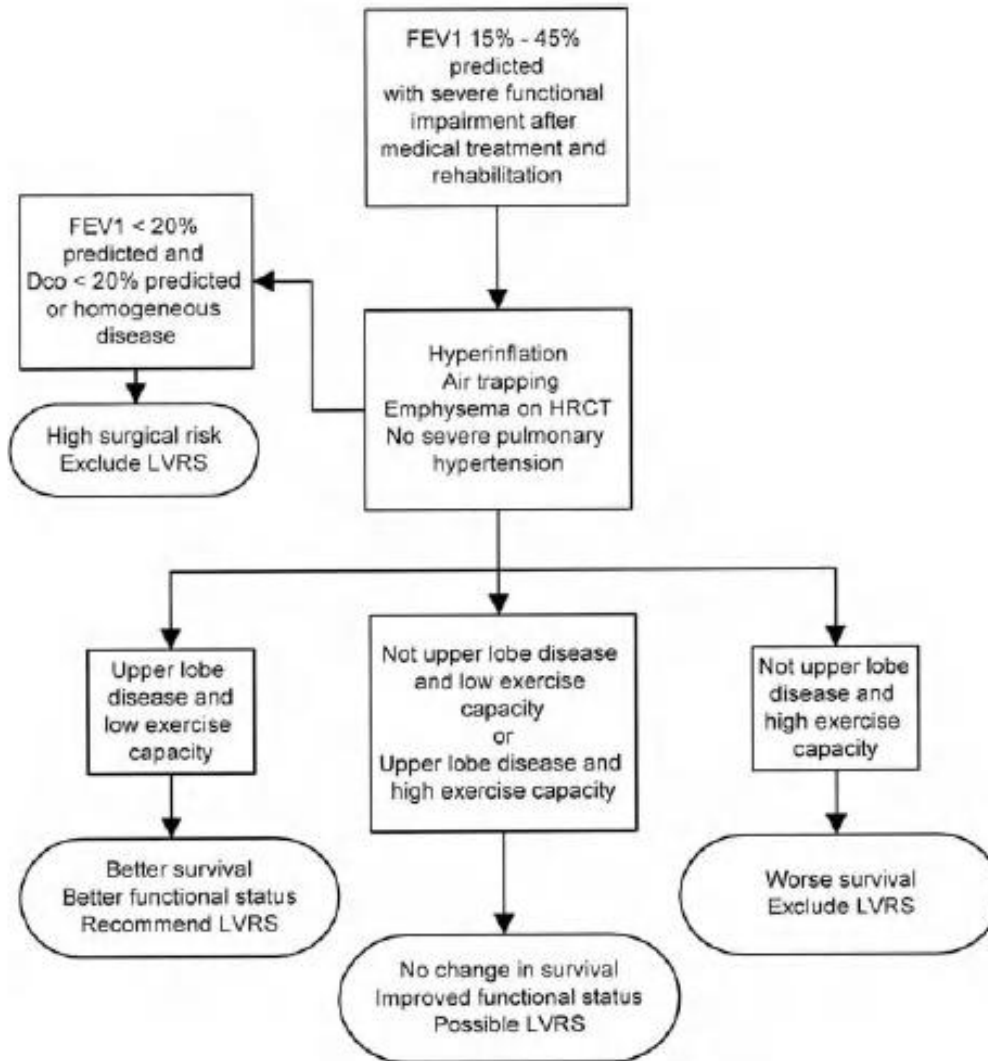 FEV1 15% - 45%
predicted
with severe functional
impairment after
medical treatment and
rehabilitation
FEV1 < 20%
predicted and
Dco < 20% predicted
or homogeneous
disease
Hyperinflation
Air trapping
Emphysema on HRCT
No severe pulmonary
hypertension
High surgical risk
Exclude LVRS
Upper lobe
disease and
low exercise
capacity
Not upper lobe disease
and low exercise
capacity
or
Upper lobe disease and
high exercise capacity
Not upper lobe
disease and
high exercise
capacity
Better survival
Better functional status
Recommend LVRS
No change in survival
Improved functional status
Possible LVRS
Worse survival
Exclude LVRS